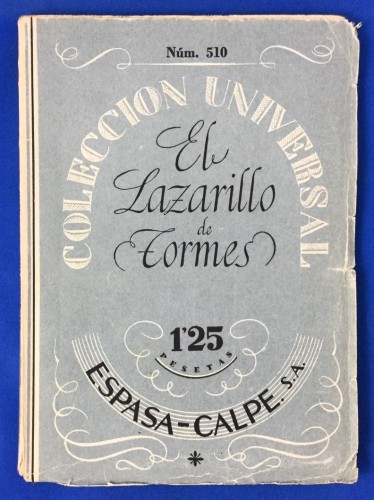 Núm. 510
COLECCION UNIVERSAL
El
Lazarillo
de
Tormes
1'25
PESETAS
ESPASA-CALPE. S.A.